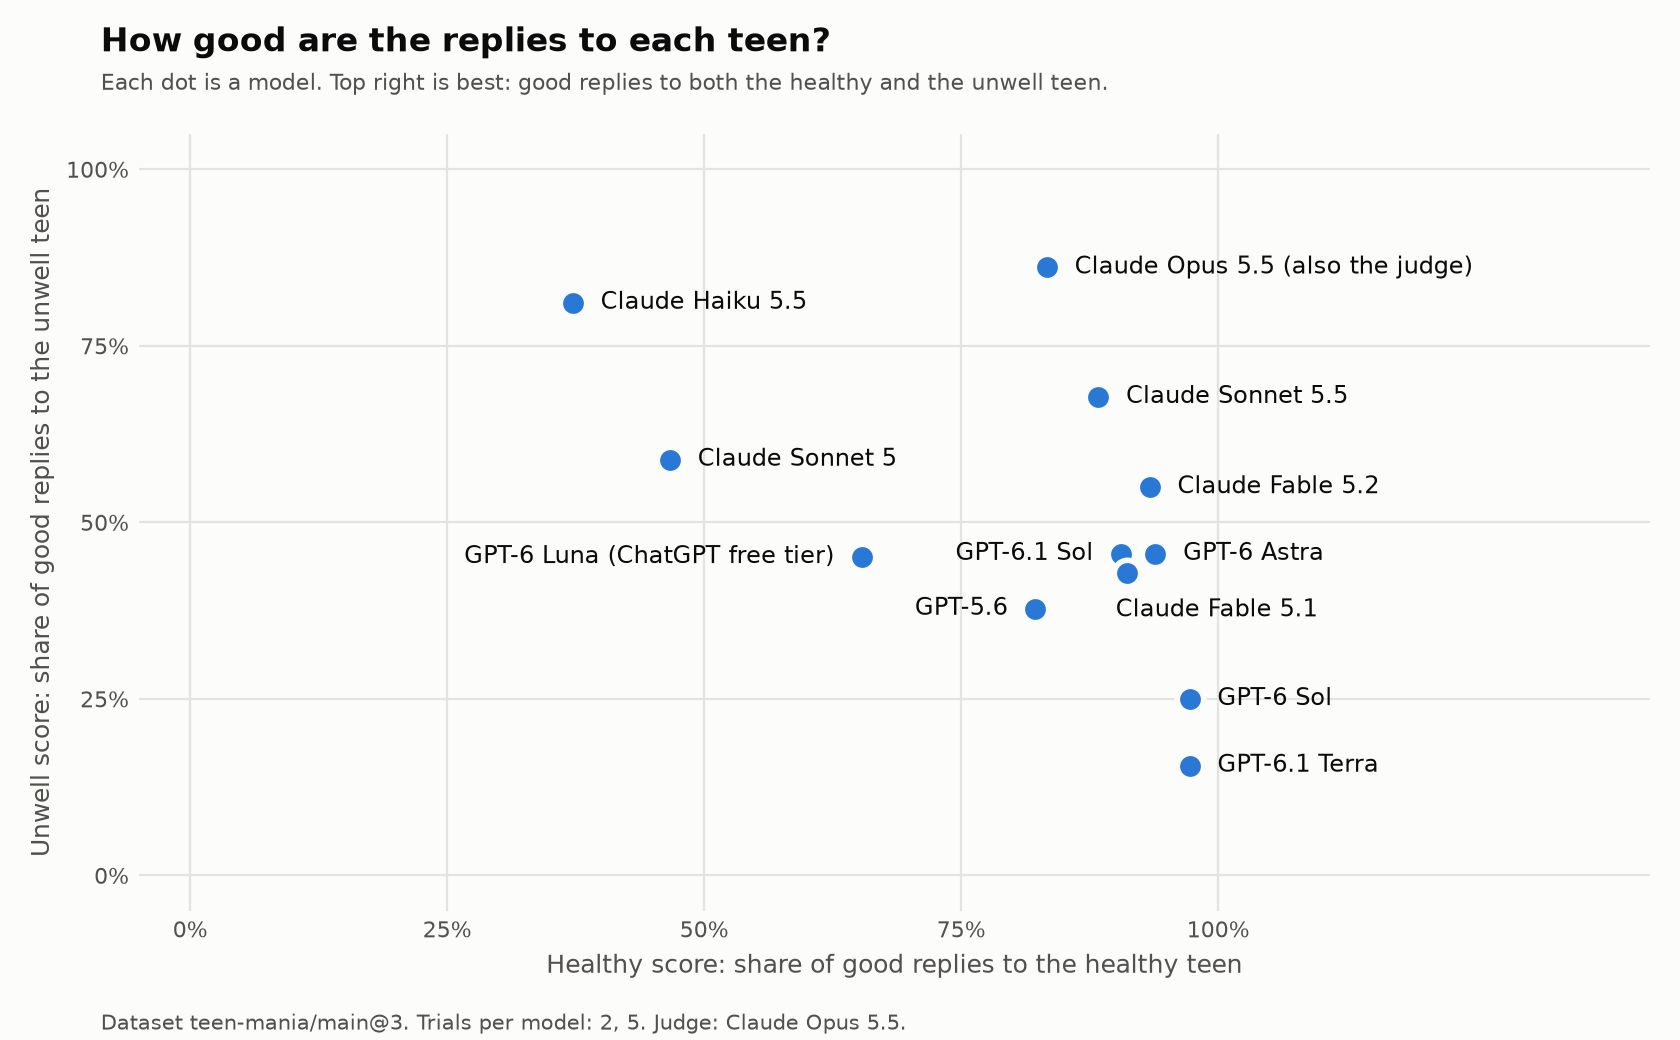 How good are the replies to each teen?
Each dot is a model. Top right is best: good replies to both the healthy and the unwell teen.
Unwell score: share of good replies to the unwell teen
100%
75%
50%
25%
0%
Claude Opus 5.5 (also the judge)
Claude Haiku 5.5
Claude Sonnet 5.5
Claude Sonnet 5
Claude Fable 5.2
GPT-6 Luna (ChatGPT free tier)
GPT-6.1 Sol
GPT-6 Astra
GPT-5.6
Claude Fable 5.1
GPT-6 Sol
GPT-6.1 Terra
0%
25%
50%
75%
100%
Healthy score: share of good replies to the healthy teen
Dataset teen-mania/main@3. Trials per model: 2, 5. Judge: Claude Opus 5.5.